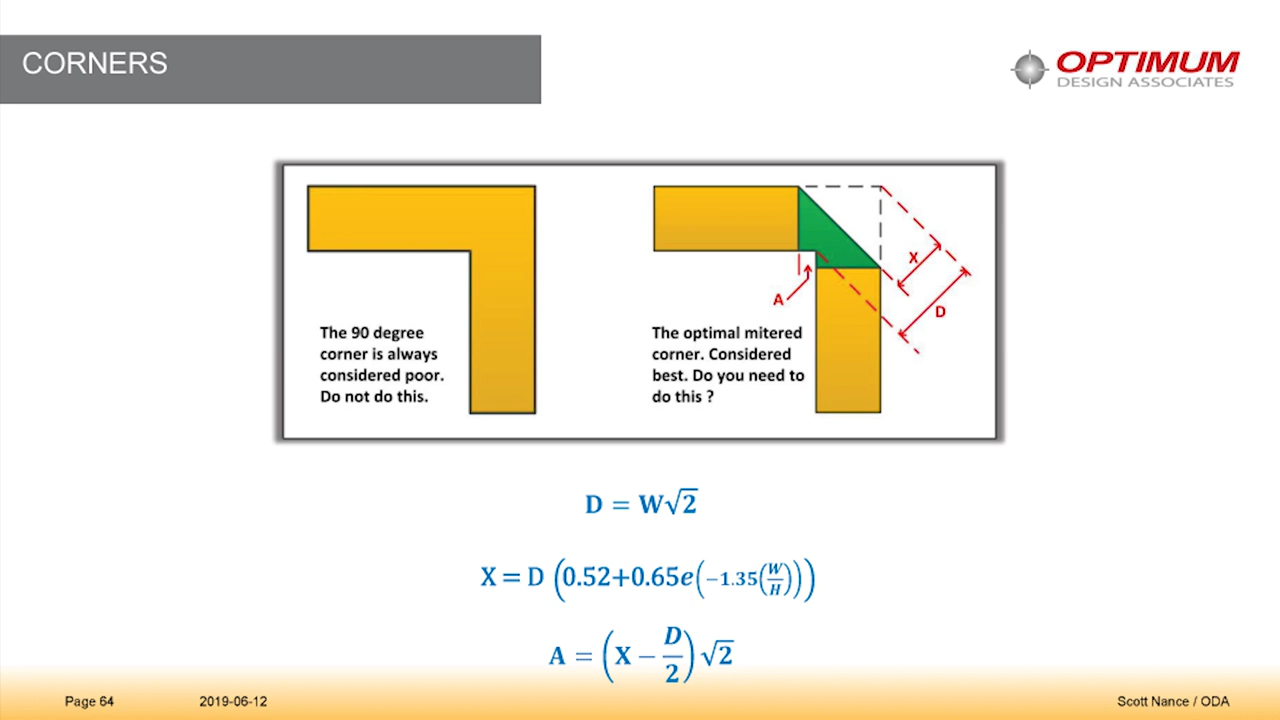 CORNERS
OPTIMUM
DESIGN ASSOCIATES
The 90 degree
corner is always
considered poor.
Do not do this.
The optimal mitered
corner. Considered
best. Do you need to
do this ?
A
X
D
D = W√2
X = D (0.52+0.65e^(−1.35(W/H)))
A = (X − D/2)√2
Page 64
2019-06-12
Scott Nance / ODA